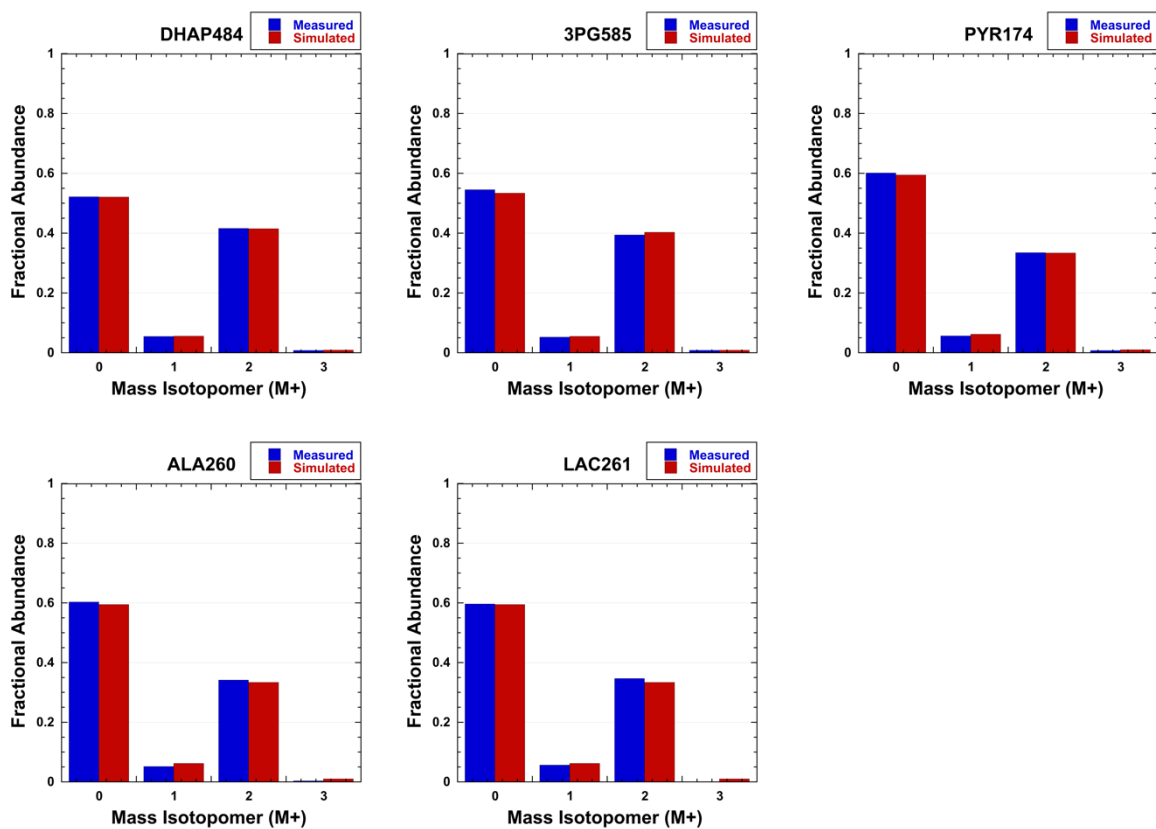 DHAP484
Measured
Simulated
Fractional Abundance
1
0.8
0.6
0.4
0.2
0
0 1 2 3
Mass Isotopomer (M+)
3PG585
Measured
Simulated
Fractional Abundance
1
0.8
0.6
0.4
0.2
0
0 1 2 3
Mass Isotopomer (M+)
PYR174
Measured
Simulated
Fractional Abundance
1
0.8
0.6
0.4
0.2
0
0 1 2 3
Mass Isotopomer (M+)
ALA260
Measured
Simulated
Fractional Abundance
1
0.8
0.6
0.4
0.2
0
0 1 2 3
Mass Isotopomer (M+)
LAC261
Measured
Simulated
Fractional Abundance
1
0.8
0.6
0.4
0.2
0
0 1 2 3
Mass Isotopomer (M+)